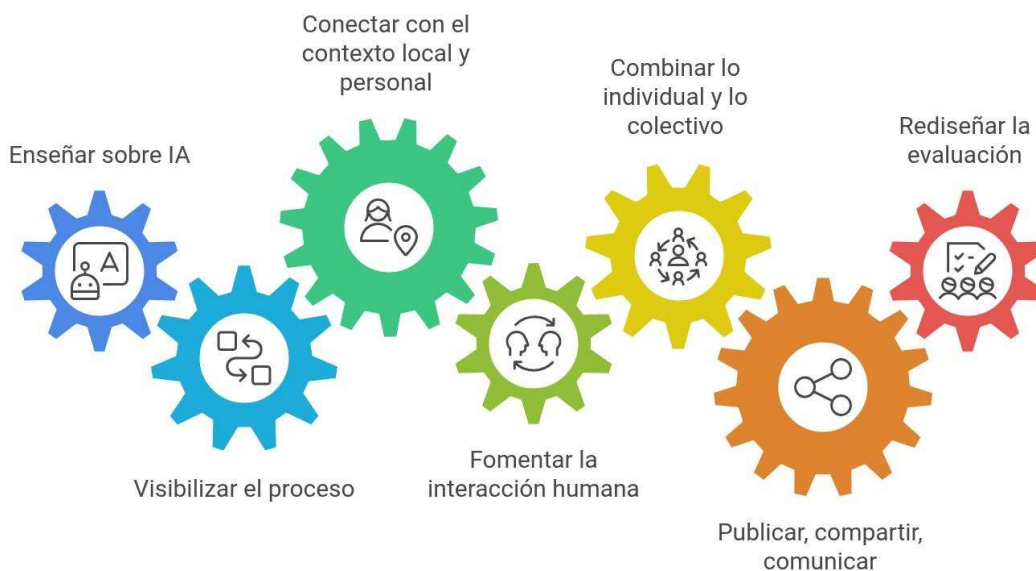 Enseñar sobre IA
Visibilizar el proceso
Conectar con el
contexto local y
personal
Fomentar la
interacción humana
Combinar lo
individual y lo
colectivo
Publicar, compartir,
comunicar
Rediseñar la
evaluación
A